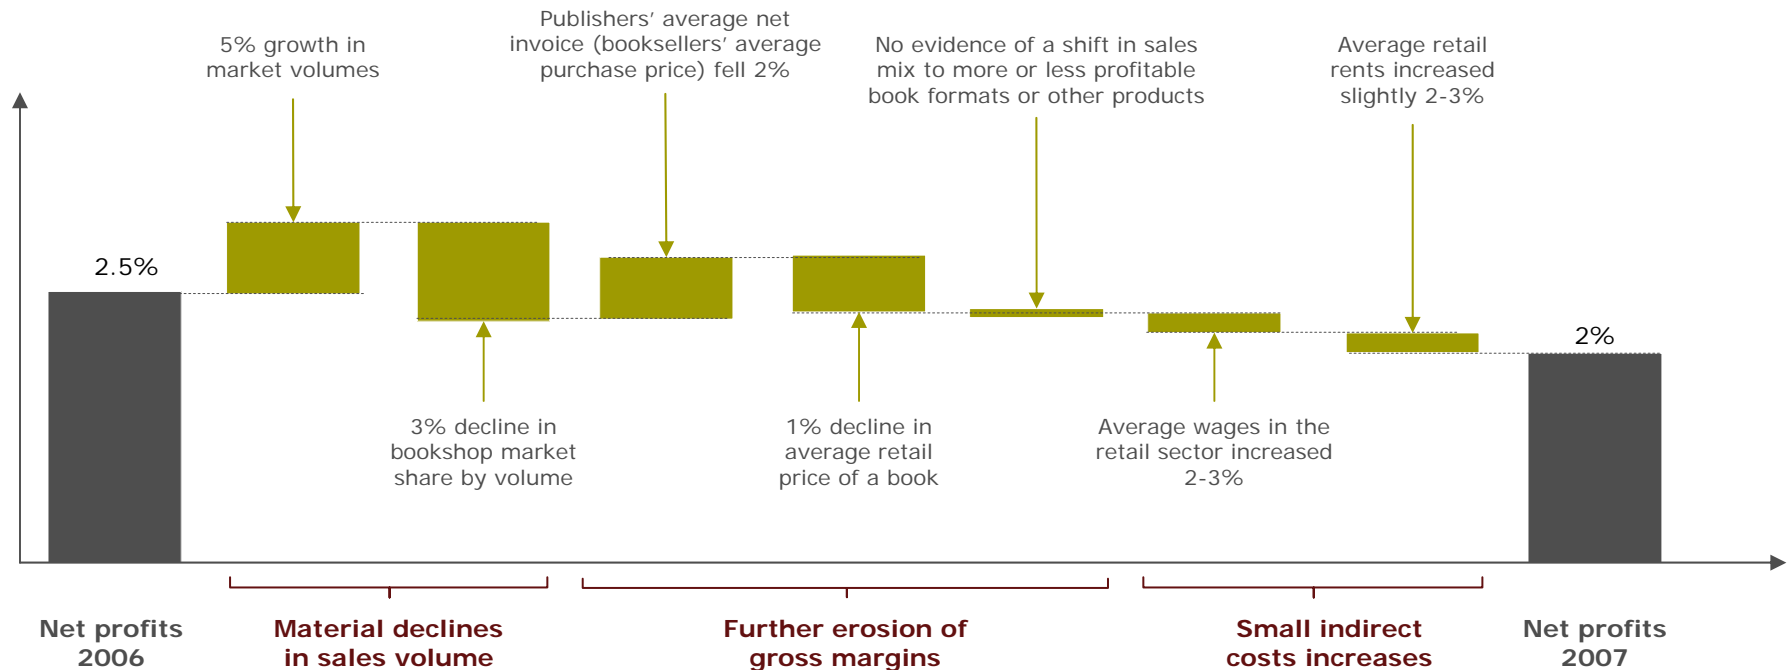 5% growth in
market volumes
Publishers’ average net
invoice (booksellers’ average
purchase price) fell 2%
No evidence of a shift in sales
mix to more or less profitable
book formats or other products
Average retail
rents increased
slightly 2-3%
2.5%
2%
3% decline in
bookshop market
share by volume
1% decline in
average retail
price of a book
Average wages in the
retail sector increased
2-3%
Net profits
2006
Material declines
in sales volume
Further erosion of
gross margins
Small indirect
costs increases
Net profits
2007